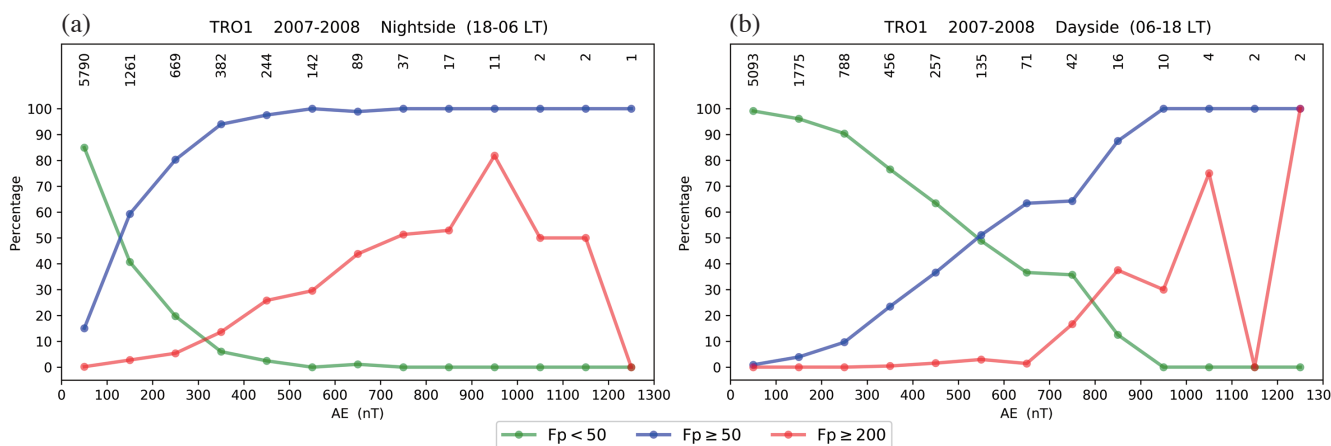 (a)
TRO1 2007-2008 Nightside (18-06 LT)
5790 1261 669 382 244 142 89 37 17 11 2 2 1
100
90
80
70
60
50
40
30
20
10
0
Percentage
0 100 200 300 400 500 600 700 800 900 1000 1100 1200 1300
AE (nT)
(b)
TRO1 2007-2008 Dayside (06-18 LT)
5093 1775 788 456 257 135 71 42 16 10 4 2 2
100
90
80
70
60
50
40
30
20
10
0
Percentage
0 100 200 300 400 500 600 700 800 900 1000 1100 1200 130
AE (nT)
Fp < 50 Fp ≥ 50 Fp ≥ 200